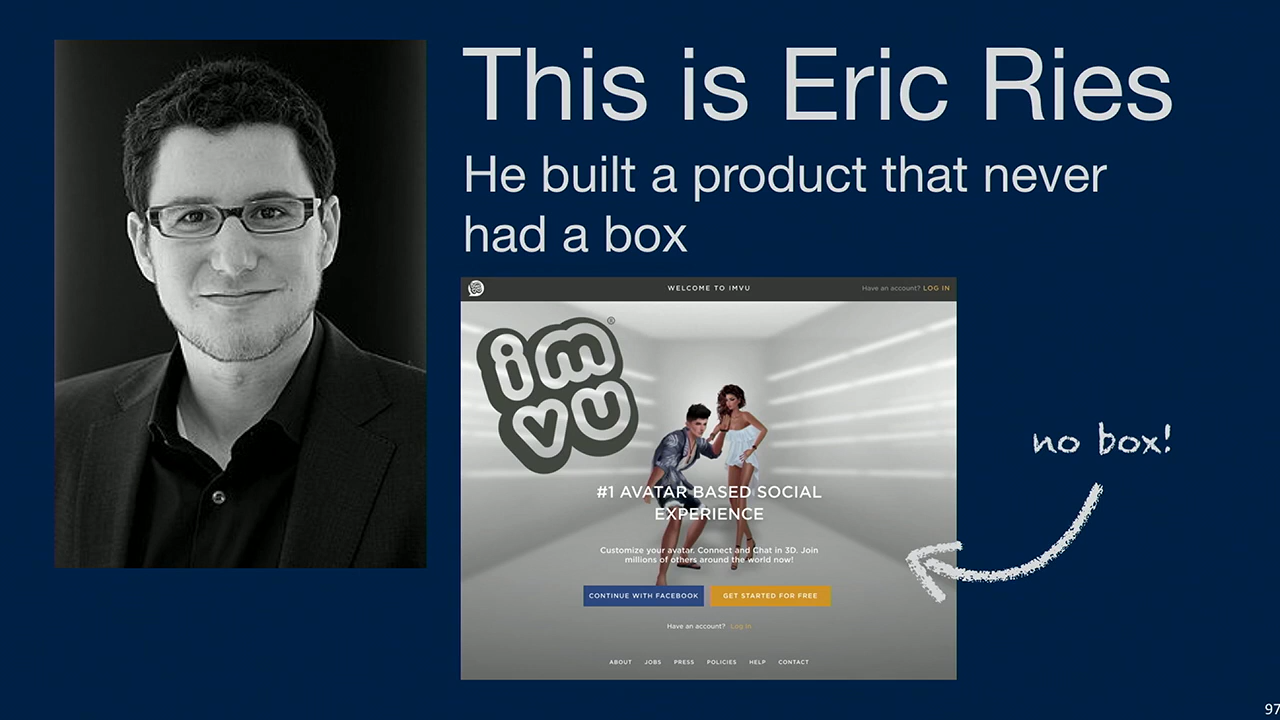 This is Eric Ries
He built a product that never
had a box
WELCOME TO IMVU
Have an account? LOG IN
imvu®
#1 AVATAR BASED SOCIAL
EXPERIENCE
Customize your avatar. Connect and Chat in 3D. Join
millions of others around the world now!
CONTINUE WITH FACEBOOK
GET STARTED FOR FREE
Have an account? Log in
ABOUT JOBS PRESS POLICIES HELP CONTACT
no box!
97